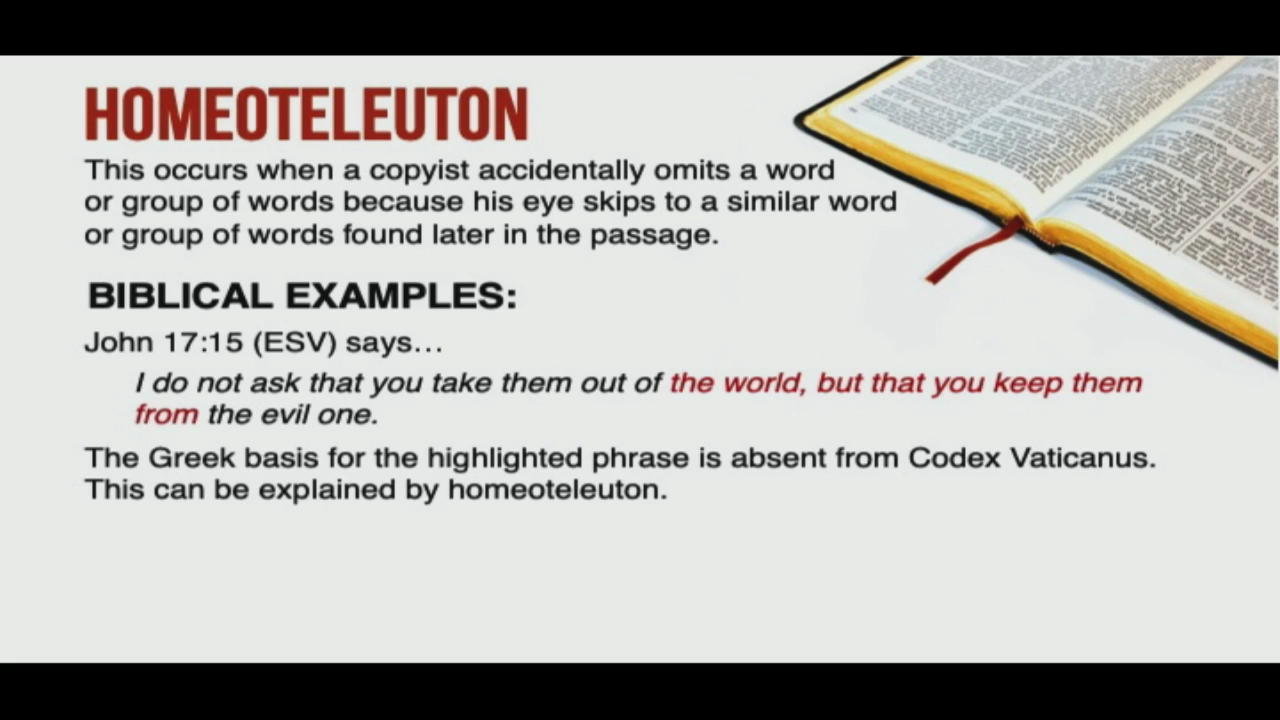 HOMEOTELEUTON
This occurs when a copyist accidentally omits a word
or group of words because his eye skips to a similar word
or group of words found later in the passage.
BIBLICAL EXAMPLES:
John 17:15 (ESV) says...
I do not ask that you take them out of the world, but that you keep them
from the evil one.
The Greek basis for the highlighted phrase is absent from Codex Vaticanus.
This can be explained by homeoteleuton.